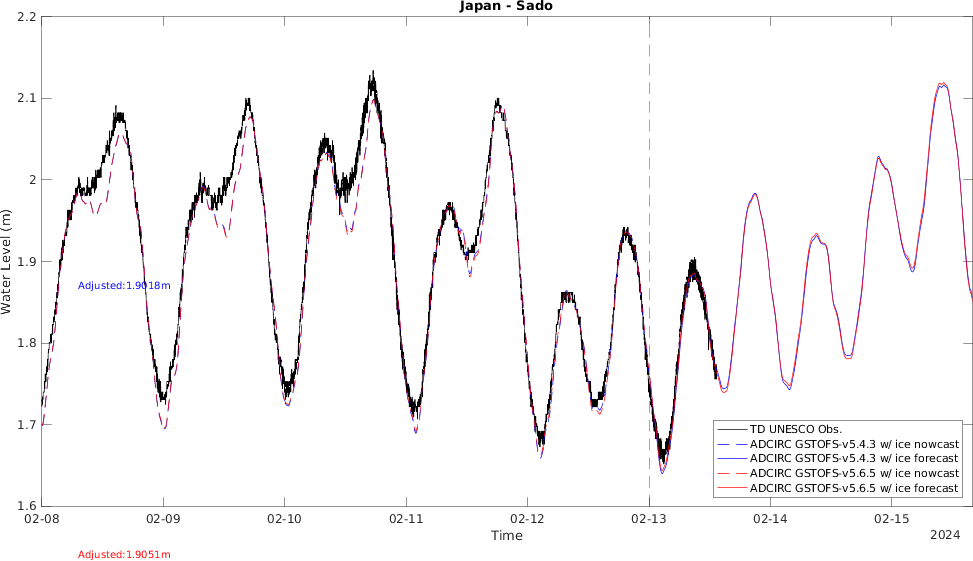 Japan - Sado
2.2
2.1
2
1.9
1.8
1.7
1.6
Water Level (m)
Adjusted:1.9018m
TD UNESCO Obs.
ADCIRC GSTOFS-v5.4.3 w/ ice nowcast
ADCIRC GSTOFS-v5.4.3 w/ ice forecast
ADCIRC GSTOFS-v5.6.5 w/ ice nowcast
ADCIRC GSTOFS-v5.6.5 w/ ice forecast
02-08 02-09 02-10 02-11 02-12 02-13 02-14 02-15
Time
2024
Adjusted:1.9051m